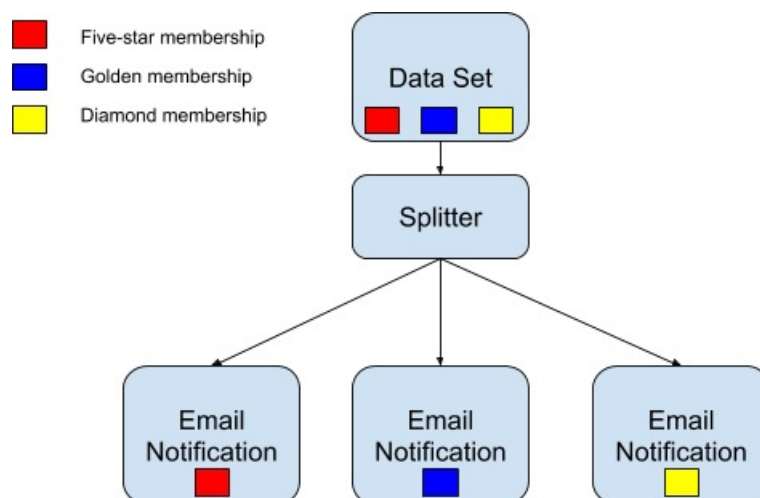 Five-star membership
Golden membership
Diamond membership
Data Set
Splitter
Email
Notification
Email
Notification
Email
Notification